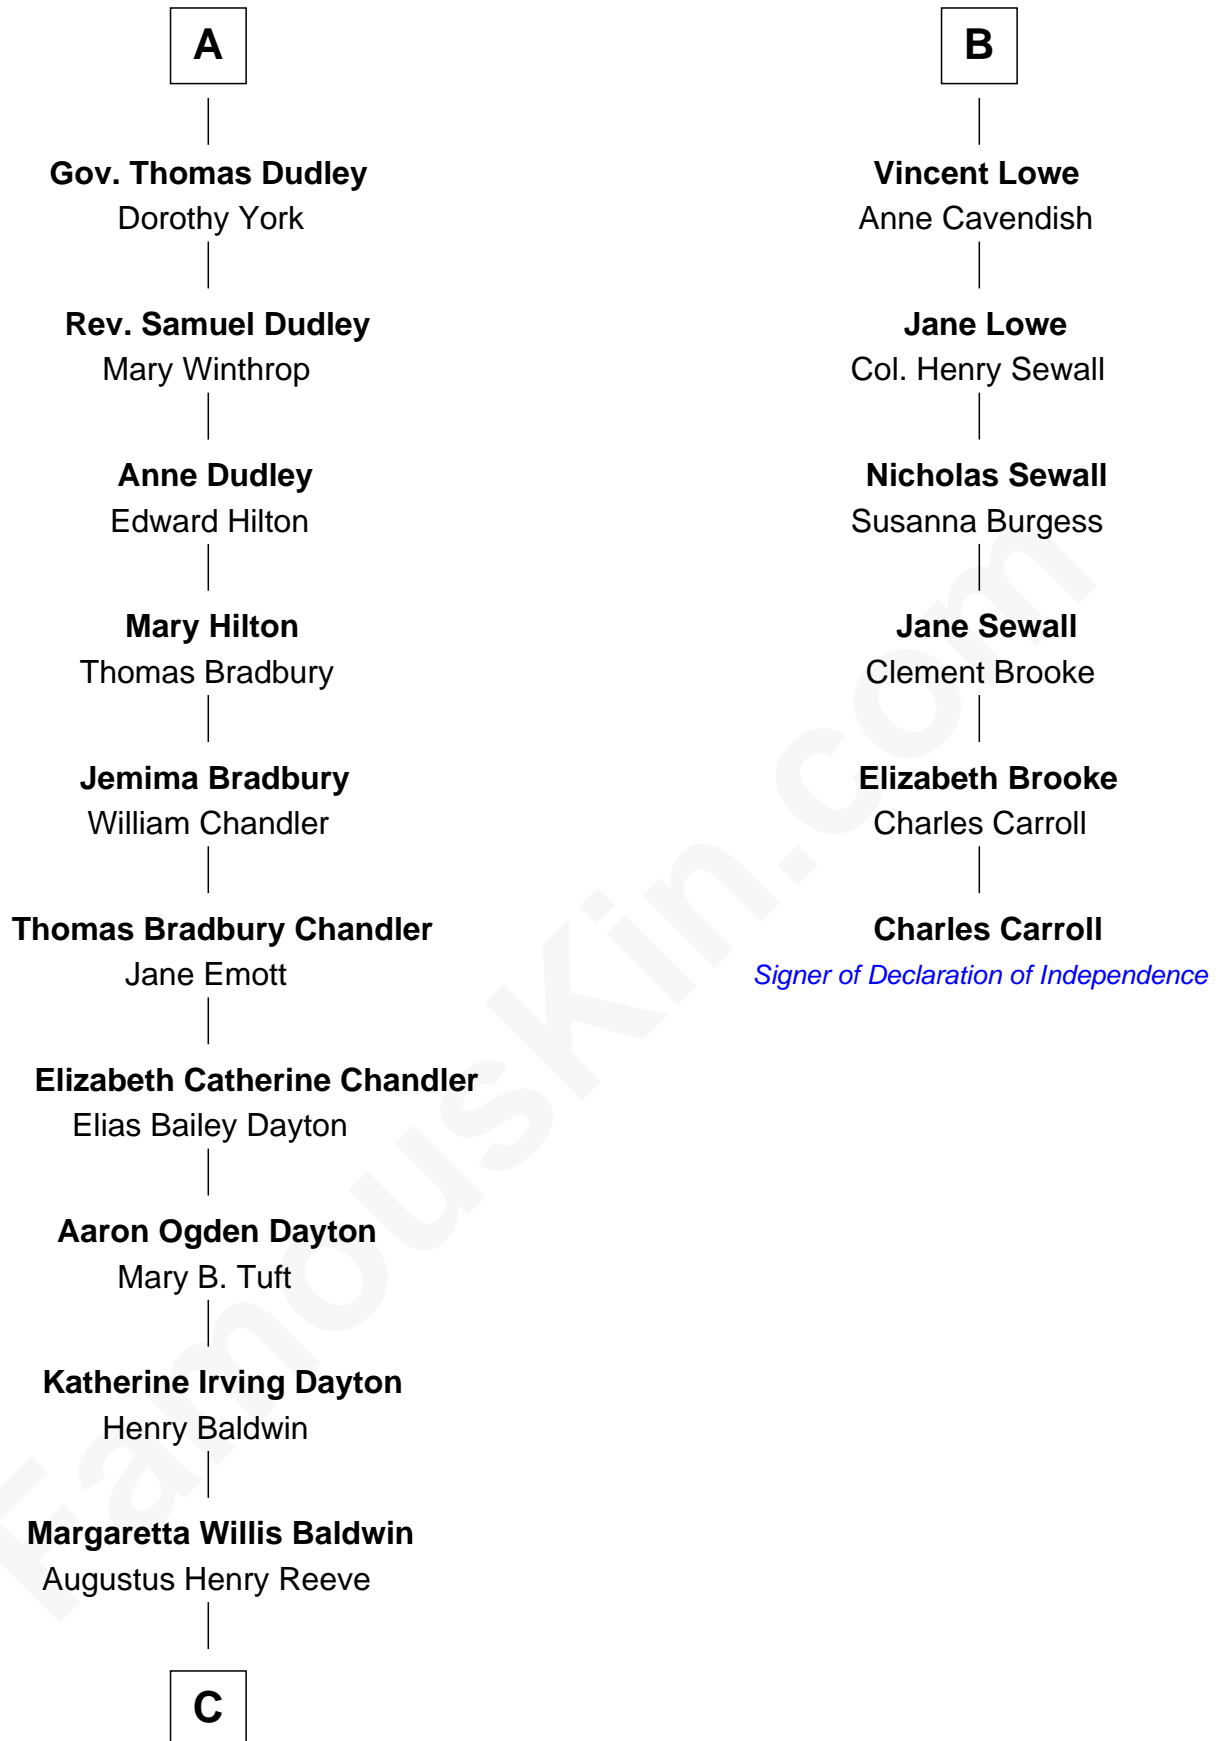 A
Gov. Thomas Dudley
Dorothy York
Rev. Samuel Dudley
Mary Winthrop
Anne Dudley
Edward Hilton
Mary Hilton
Thomas Bradbury
Jemima Bradbury
William Chandler
Thomas Bradbury Chandler
Jane Emott
Elizabeth Catherine Chandler
Elias Bailey Dayton
Aaron Ogden Dayton
Mary B. Tuft
Katherine Irving Dayton
Henry Baldwin
Margaretta Willis Baldwin
Augustus Henry Reeve
C
B
Vincent Lowe
Anne Cavendish
Jane Lowe
Col. Henry Sewall
Nicholas Sewall
Susanna Burgess
Jane Sewall
Clement Brooke
Elizabeth Brooke
Charles Carroll
Charles Carroll
Signer of Declaration of Independence
FamousKin.com